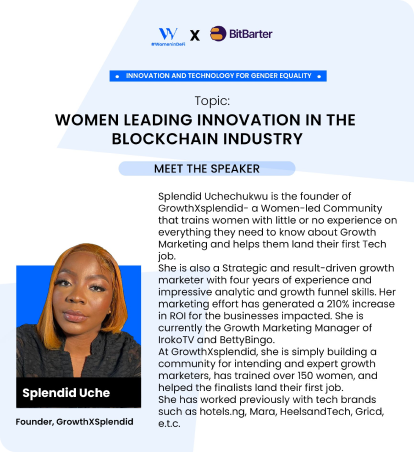 W
#WomenInDeFi
X
BitBarter
INNOVATION AND TECHNOLOGY FOR GENDER EQUALITY
Topic:
WOMEN LEADING INNOVATION IN THE
BLOCKCHAIN INDUSTRY
MEET THE SPEAKER
Splendid Uchechukwu is the founder of
GrowthXsplendid- a Women-led Community
that trains women with little or no experience on
everything they need to know about Growth
Marketing and helps them land their first Tech
job.
She is also a Strategic and result-driven growth
marketer with four years of experience and
impressive analytic and growth funnel skills. Her
marketing effort has generated a 210% increase
in ROI for the businesses impacted. She is
currently the Growth Marketing Manager of
IrokoTV and BettyBingo.
At GrowthXsplendid, she is simply building a
community for intending and expert growth
marketers, has trained over 150 women, and
helped the finalists land their first job.
She has worked previously with tech brands
such as hotels.ng, Mara, HeelsandTech, Gricd,
e.t.c.
Splendid Uche
Founder, GrowthXSplendid